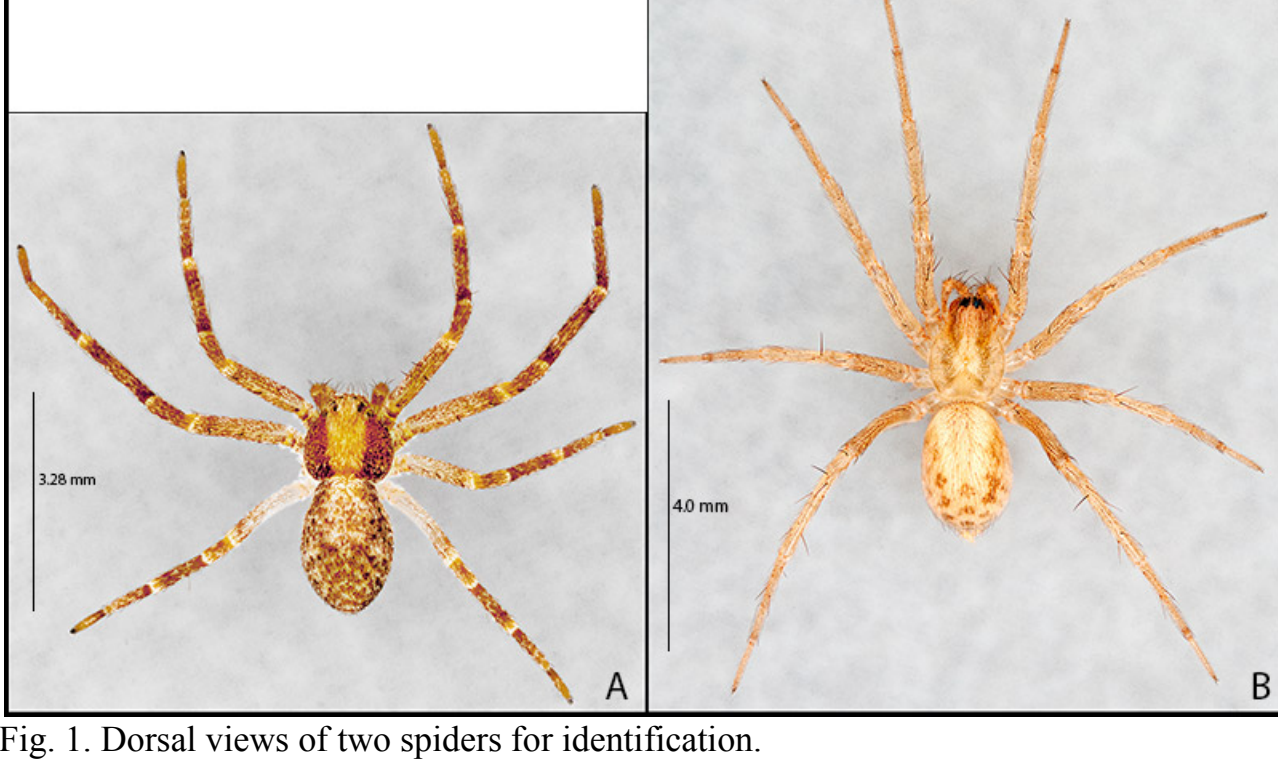 3.28 mm
A
4.0 mm
B
Fig. 1. Dorsal views of two spiders for identification.